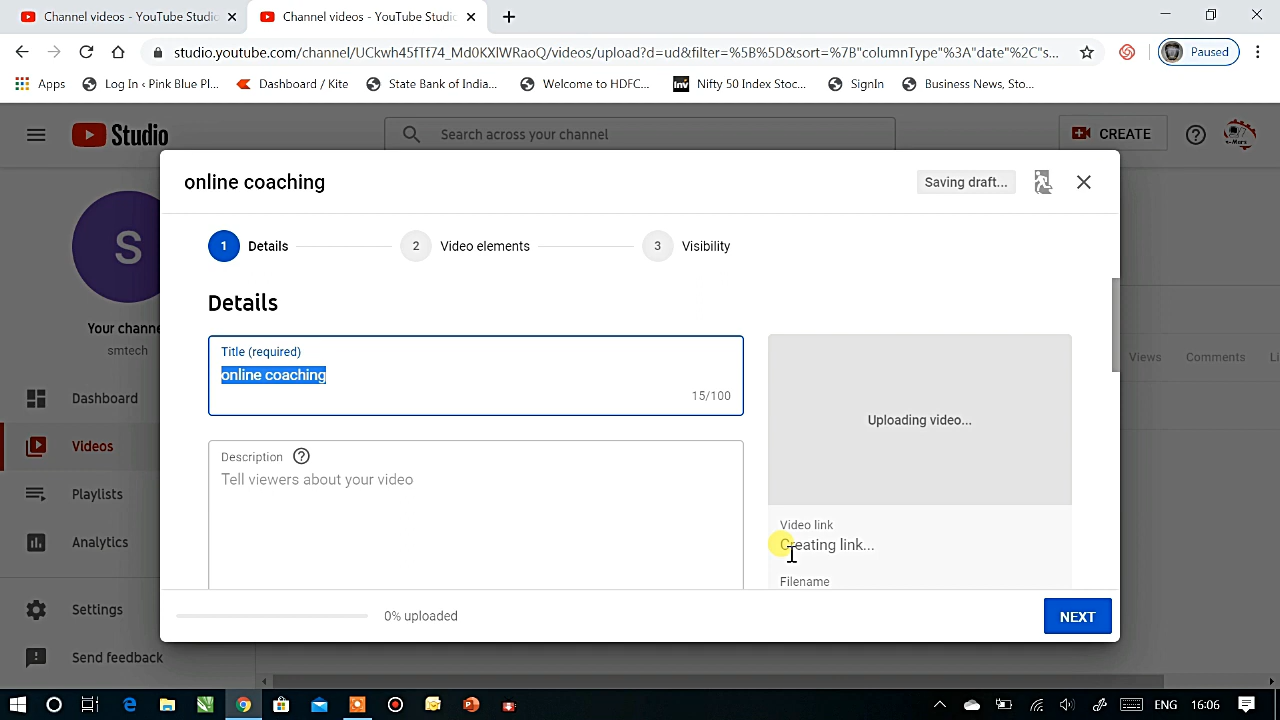 Channel videos - YouTube Studio
Channel videos - YouTube Studio
studio.youtube.com/channel/UCkwh45fTf74_Md0KXlWRaoQ/videos/upload?d=ud&filter=%5B%5D&sort=%7B"columnType"%3A"date"%2C"s...
Paused
Apps
Log In ‹ Pink Blue Pl...
Dashboard / Kite
State Bank of India...
Welcome to HDFC...
Inv
Nifty 50 Index Stoc...
SignIn
Business News, Sto...
Studio
Search across your channel
CREATE
online coaching
Saving draft...
1 Details
2 Video elements
3 Visibility
S
Your channe
smtech
Dashboard
Videos
Playlists
Analytics
Settings
Send feedback
Details
Title (required)
online coaching
15/100
Description
Tell viewers about your video
Uploading video...
Video link
Creating link...
Filename
0% uploaded
NEXT
Views
Comments
Li
ENG
16:06